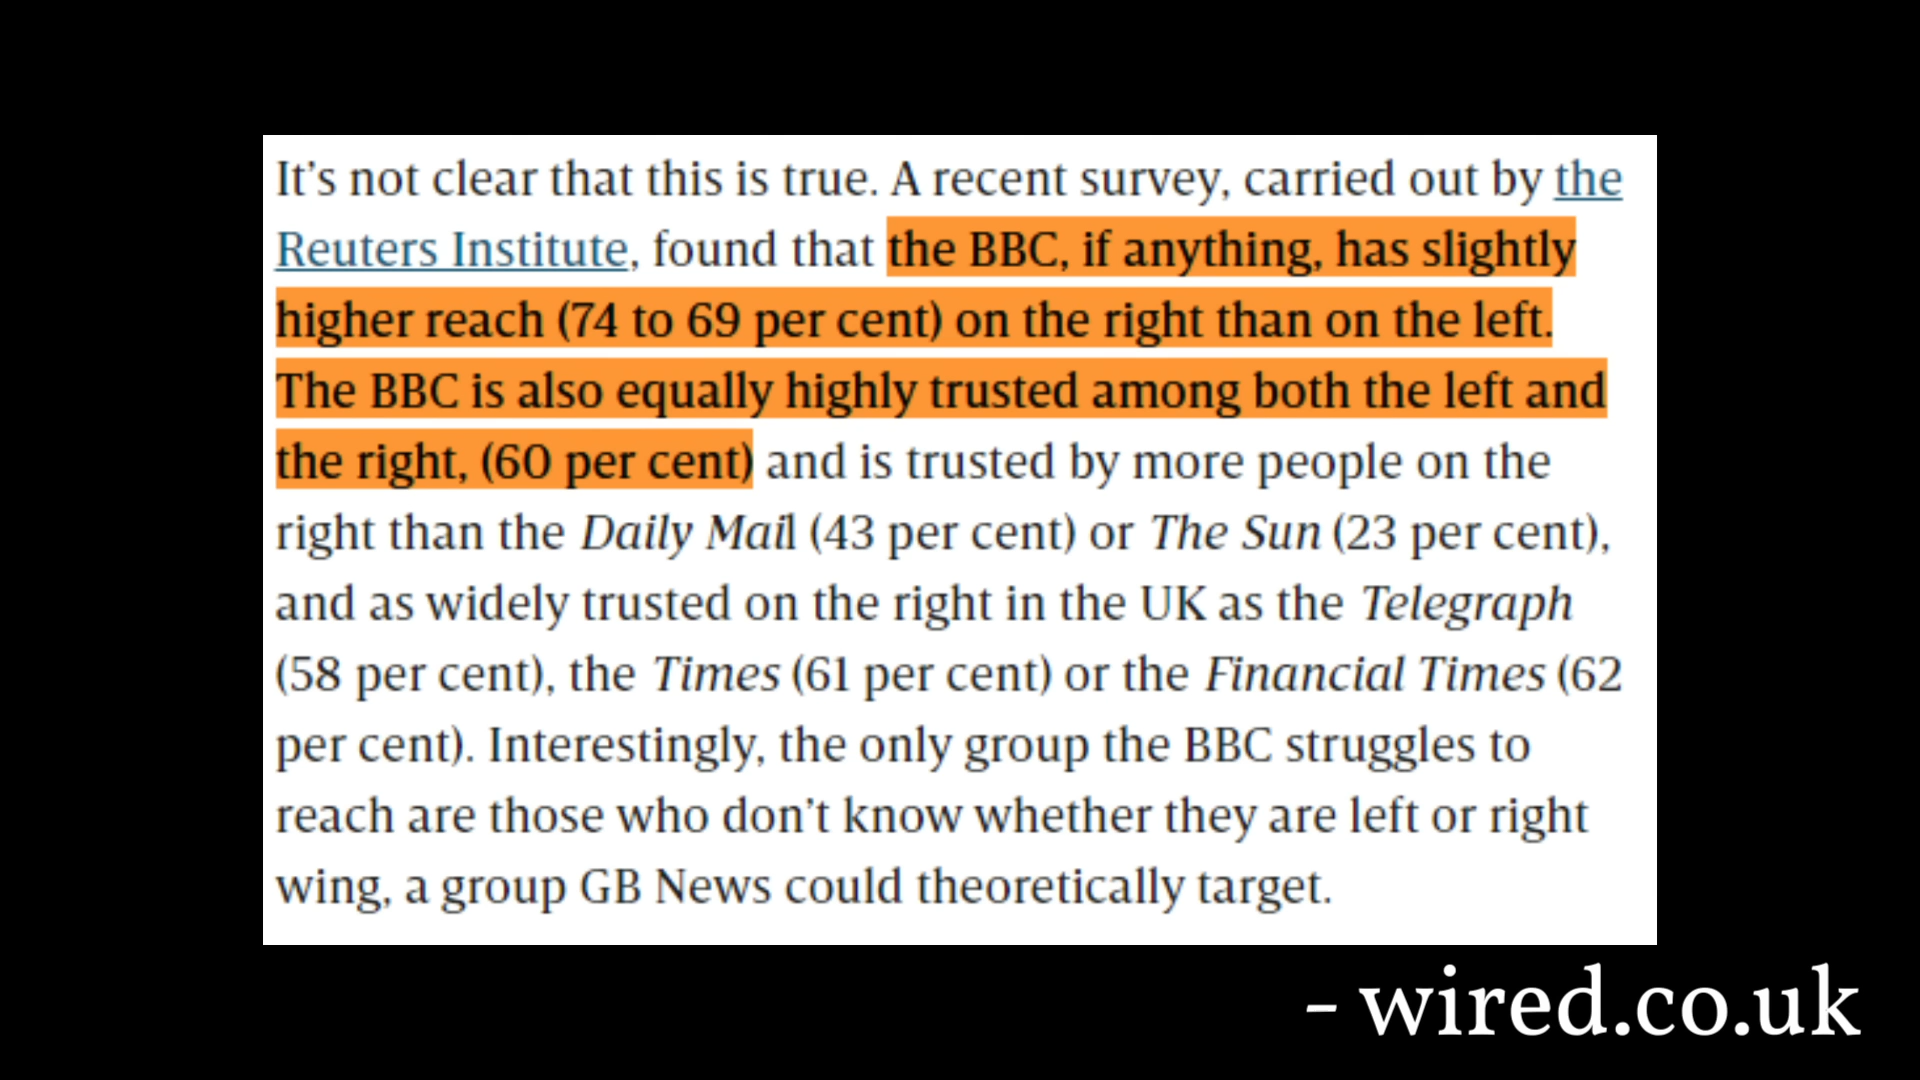 It’s not clear that this is true. A recent survey, carried out by the
Reuters Institute, found that the BBC, if anything, has slightly
higher reach (74 to 69 per cent) on the right than on the left.
The BBC is also equally highly trusted among both the left and
the right, (60 per cent) and is trusted by more people on the
right than the Daily Mail (43 per cent) or The Sun (23 per cent),
and as widely trusted on the right in the UK as the Telegraph
(58 per cent), the Times (61 per cent) or the Financial Times (62
per cent). Interestingly, the only group the BBC struggles to
reach are those who don’t know whether they are left or right
wing, a group GB News could theoretically target.
- wired.co.uk